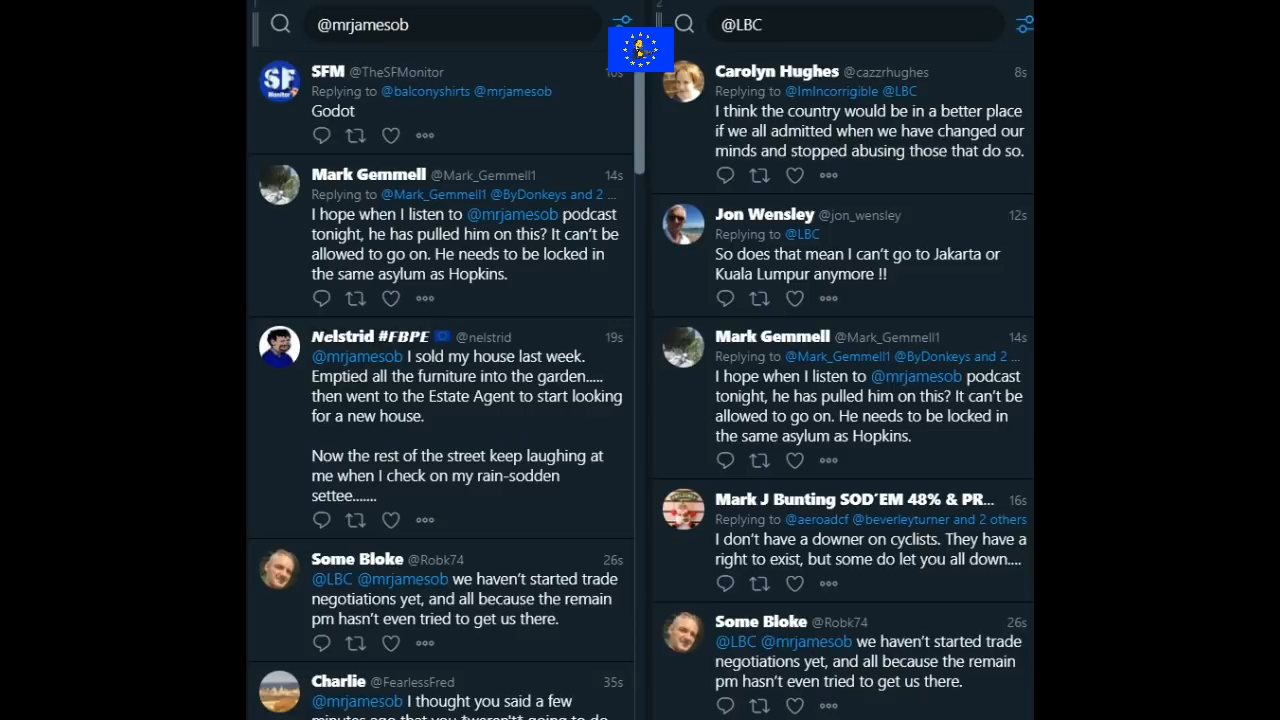 @mrjamesob
SFM @TheSFMonitor
Replying to @balconyshirts @mrjamesob
Godot
Mark Gemmell @Mark_Gemmell1 14s
Replying to @Mark_Gemmell1 @ByDonkeys and 2 ...
I hope when I listen to @mrjamesob podcast
tonight, he has pulled him on this? It can't be
allowed to go on. He needs to be locked in
the same asylum as Hopkins.
Nelstrid #FBPE @nelstrid 19s
@mrjamesob I sold my house last week.
Emptied all the furniture into the garden.....
then went to the Estate Agent to start looking
for a new house.
Now the rest of the street keep laughing at
me when I check on my rain-sodden
settee.......
Some Bloke @Robk74 26s
@LBC @mrjamesob we haven't started trade
negotiations yet, and all because the remain
pm hasn't even tried to get us there.
Charlie @FearlessFred 35s
@mrjamesob I thought you said a few
minutes ago that you *weren't* going to do
@LBC
Carolyn Hughes @cazzrhughes 8s
Replying to @ImIncorrigible @LBC
I think the country would be in a better place
if we all admitted when we have changed our
minds and stopped abusing those that do so.
Jon Wensley @jon_wensley 12s
Replying to @LBC
So does that mean I can't go to Jakarta or
Kuala Lumpur anymore !!
Mark Gemmell @Mark_Gemmell1 14s
Replying to @Mark_Gemmell1 @ByDonkeys and 2 ...
I hope when I listen to @mrjamesob podcast
tonight, he has pulled him on this? It can't be
allowed to go on. He needs to be locked in
the same asylum as Hopkins.
Mark J Bunting SOD´EM 48% & PR... 16s
Replying to @aeroadcf @beverleyturner and 2 others
I don't have a downer on cyclists. They have a
right to exist, but some do let you all down....
Some Bloke @Robk74 26s
@LBC @mrjamesob we haven't started trade
negotiations yet, and all because the remain
pm hasn't even tried to get us there.